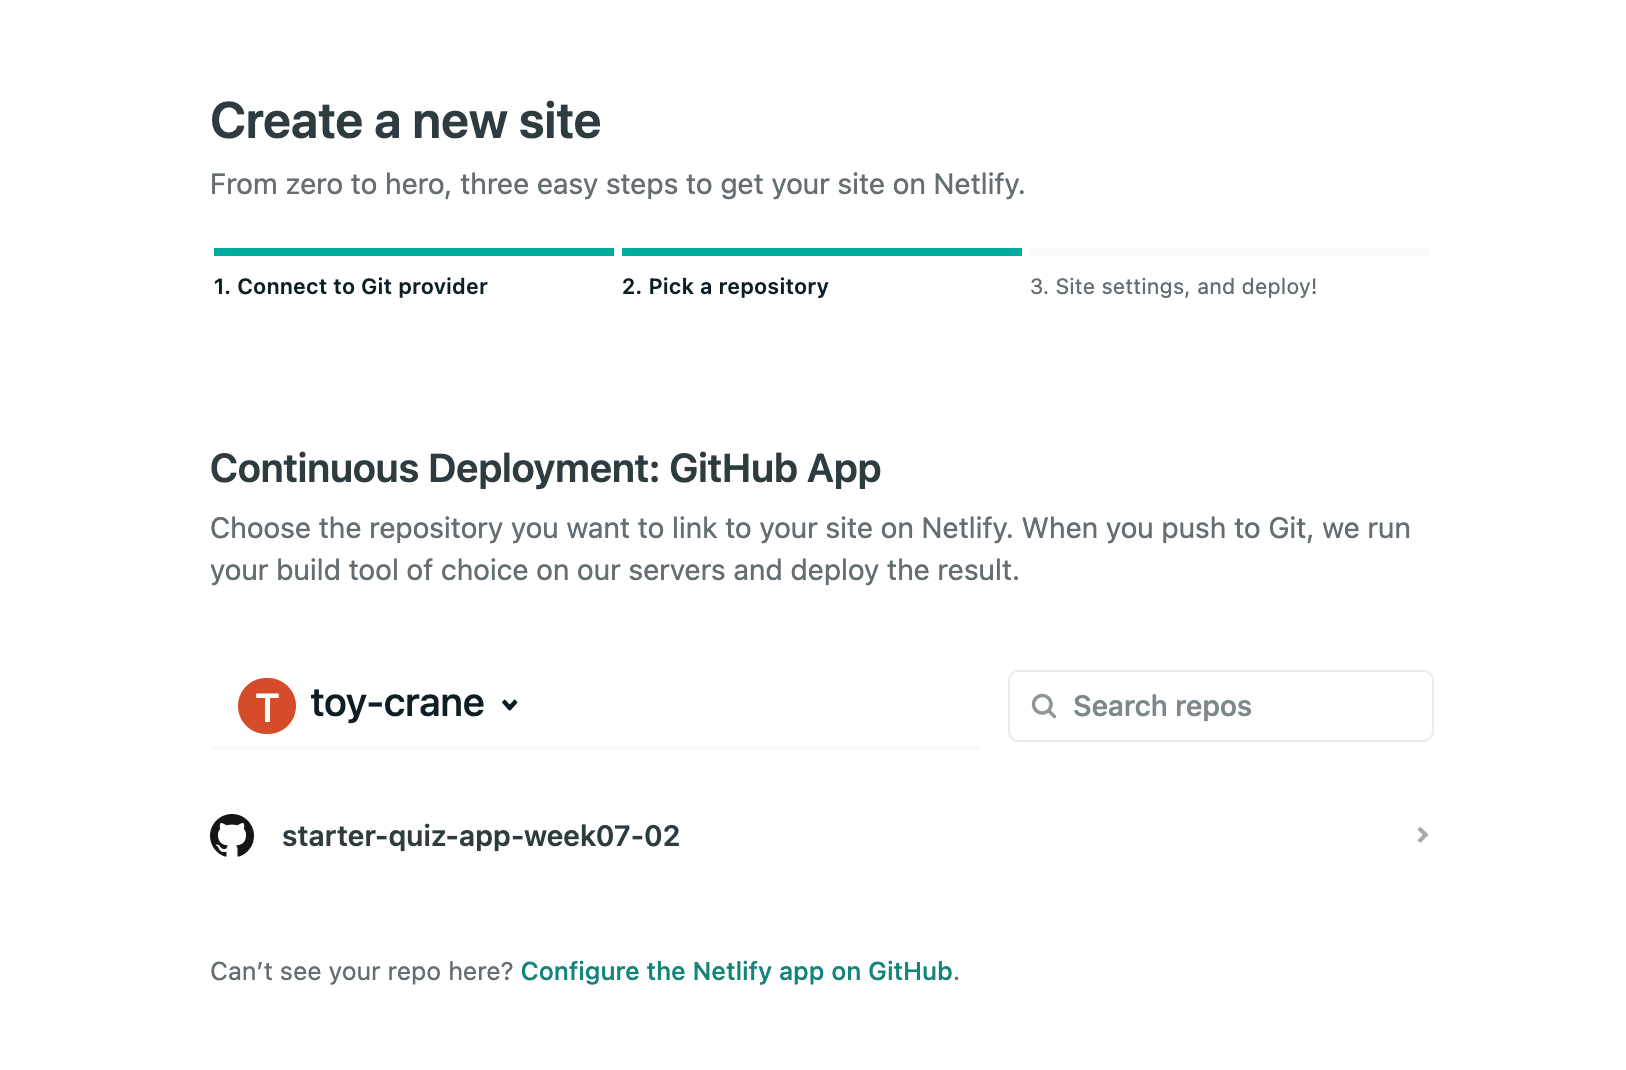 Create a new site
From zero to hero, three easy steps to get your site on Netlify.
1. Connect to Git provider
2. Pick a repository
3. Site settings, and deploy!
Continuous Deployment: GitHub App
Choose the repository you want to link to your site on Netlify. When you push to Git, we run
your build tool of choice on our servers and deploy the result.
T toy-crane
Search repos
starter-quiz-app-week07-02
Can’t see your repo here? Configure the Netlify app on GitHub.